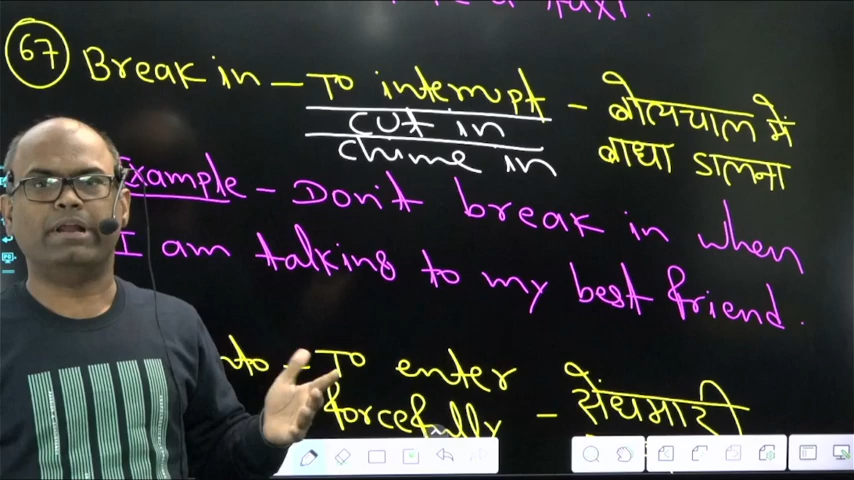 67 Break in - To interrupt - बोलचाल में
cut in
chime in बाधा डालना
Example - Don't break in when
I am talking to my best friend.
To enter
forcefully - सेंधमारी